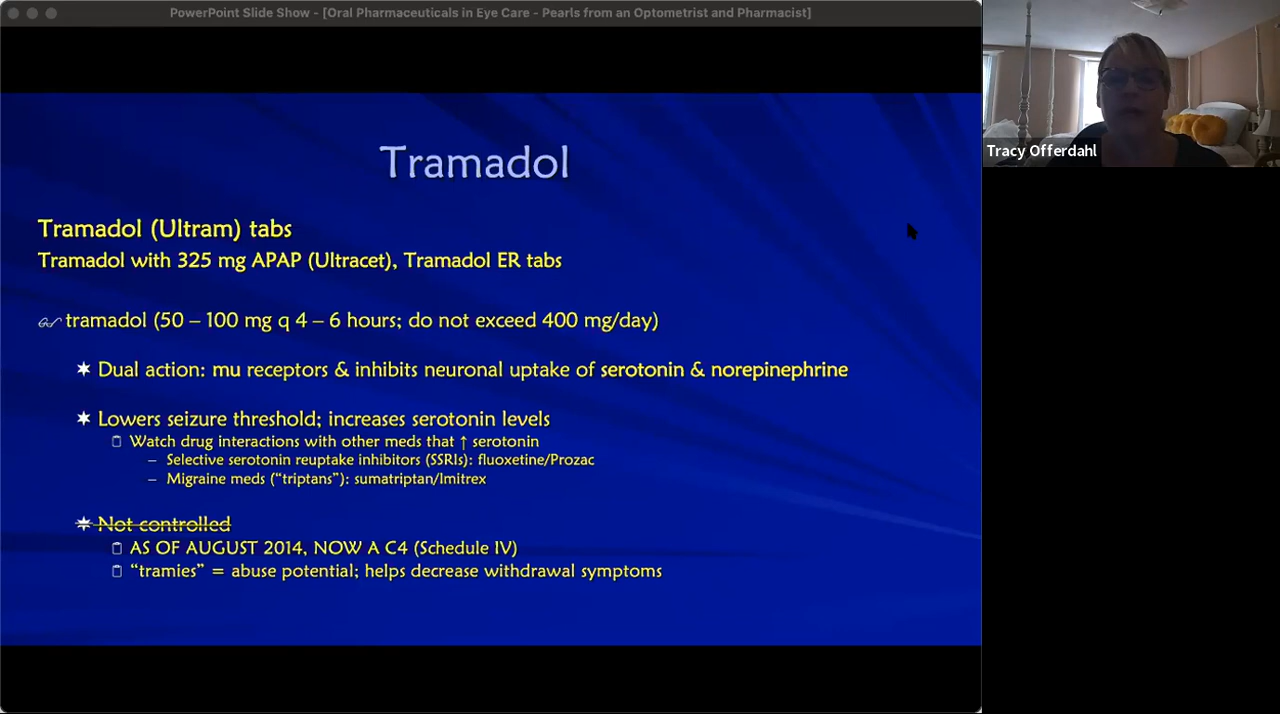 PowerPoint Slide Show - [Oral Pharmaceuticals in Eye Care - Pearls from an Optometrist and Pharmacist]
Tracy Offerdahl
Tramadol
Tramadol (Ultram) tabs
Tramadol with 325 mg APAP (Ultracet), Tramadol ER tabs
tramadol (50 – 100 mg q 4 – 6 hours; do not exceed 400 mg/day)
Dual action: mu receptors & inhibits neuronal uptake of serotonin & norepinephrine
Lowers seizure threshold; increases serotonin levels
Watch drug interactions with other meds that ↑ serotonin
– Selective serotonin reuptake inhibitors (SSRIs): fluoxetine/Prozac
– Migraine meds (“triptans”): sumatriptan/Imitrex
Not controlled
AS OF AUGUST 2014, NOW A C4 (Schedule IV)
“tramies” = abuse potential; helps decrease withdrawal symptoms